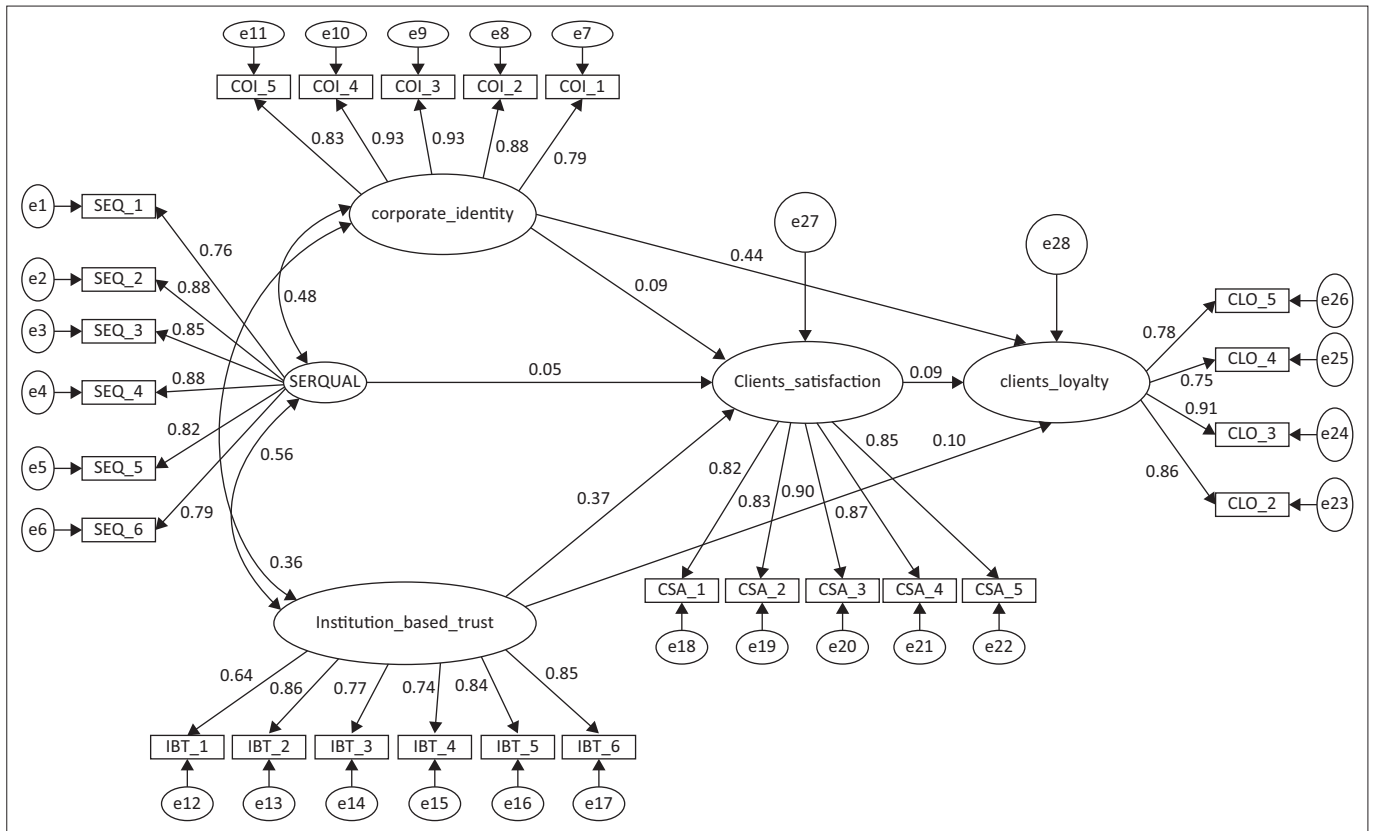 e11 e10 e9 e8 e7
COI_5 COI_4 COI_3 COI_2 COI_1
0.83 0.93 0.93 0.88 0.79
corporate_identity
e1 SEQ_1
e2 SEQ_2
e3 SEQ_3
e4 SEQ_4
e5 SEQ_5
e6 SEQ_6
0.76
0.88
0.85
0.88
0.82
0.79
SERQUAL
0.48
0.56
0.36
0.44
0.09
0.05
0.37
0.10
e27
e28
Clients_satisfaction
0.09
clients_loyalty
0.78
0.75
0.91
0.86
CLO_5 e26
CLO_4 e25
CLO_3 e24
CLO_2 e23
0.82 0.83 0.90 0.87 0.85
CSA_1 CSA_2 CSA_3 CSA_4 CSA_5
e18 e19 e20 e21 e22
Institution_based_trust
0.64 0.86 0.77 0.74 0.84 0.85
IBT_1 IBT_2 IBT_3 IBT_4 IBT_5 IBT_6
e12 e13 e14 e15 e16 e17